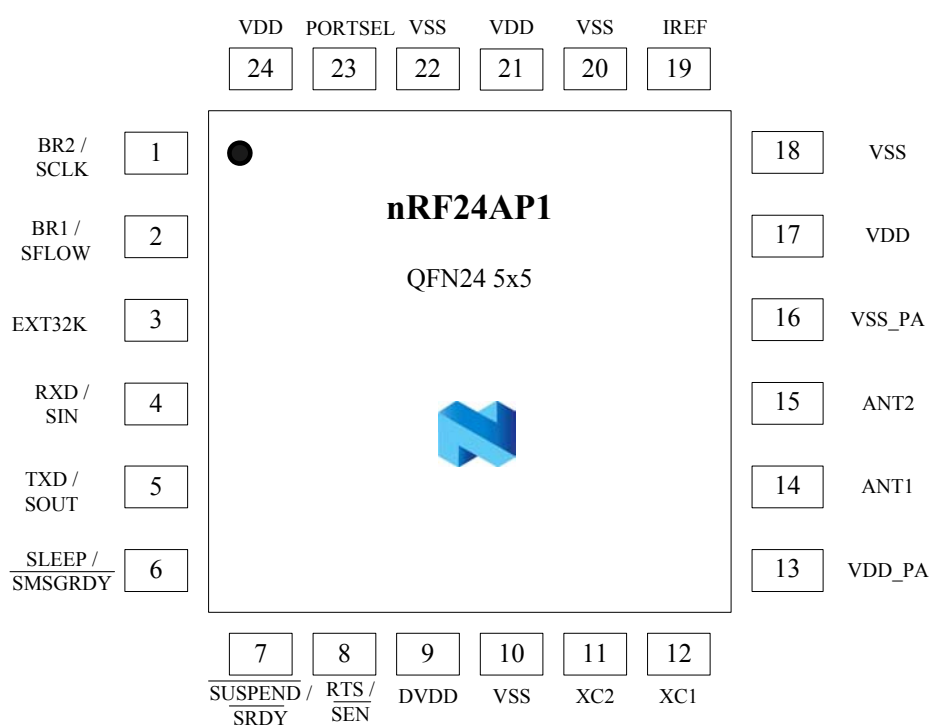 VDD PORTSEL VSS VDD VSS IREF
24 23 22 21 20 19
BR2 /
SCLK
1
BR1 /
SFLOW
2
EXT32K 3
RXD /
SIN
4
TXD /
SOUT
5
SLEEP /
SMSGRDY
6
nRF24AP1
QFN24 5x5
18 VSS
17 VDD
16 VSS_PA
15 ANT2
14 ANT1
13 VDD_PA
7 8 9 10 11 12
SUSPEND /
SRDY
RTS /
SEN
DVDD VSS XC2 XC1